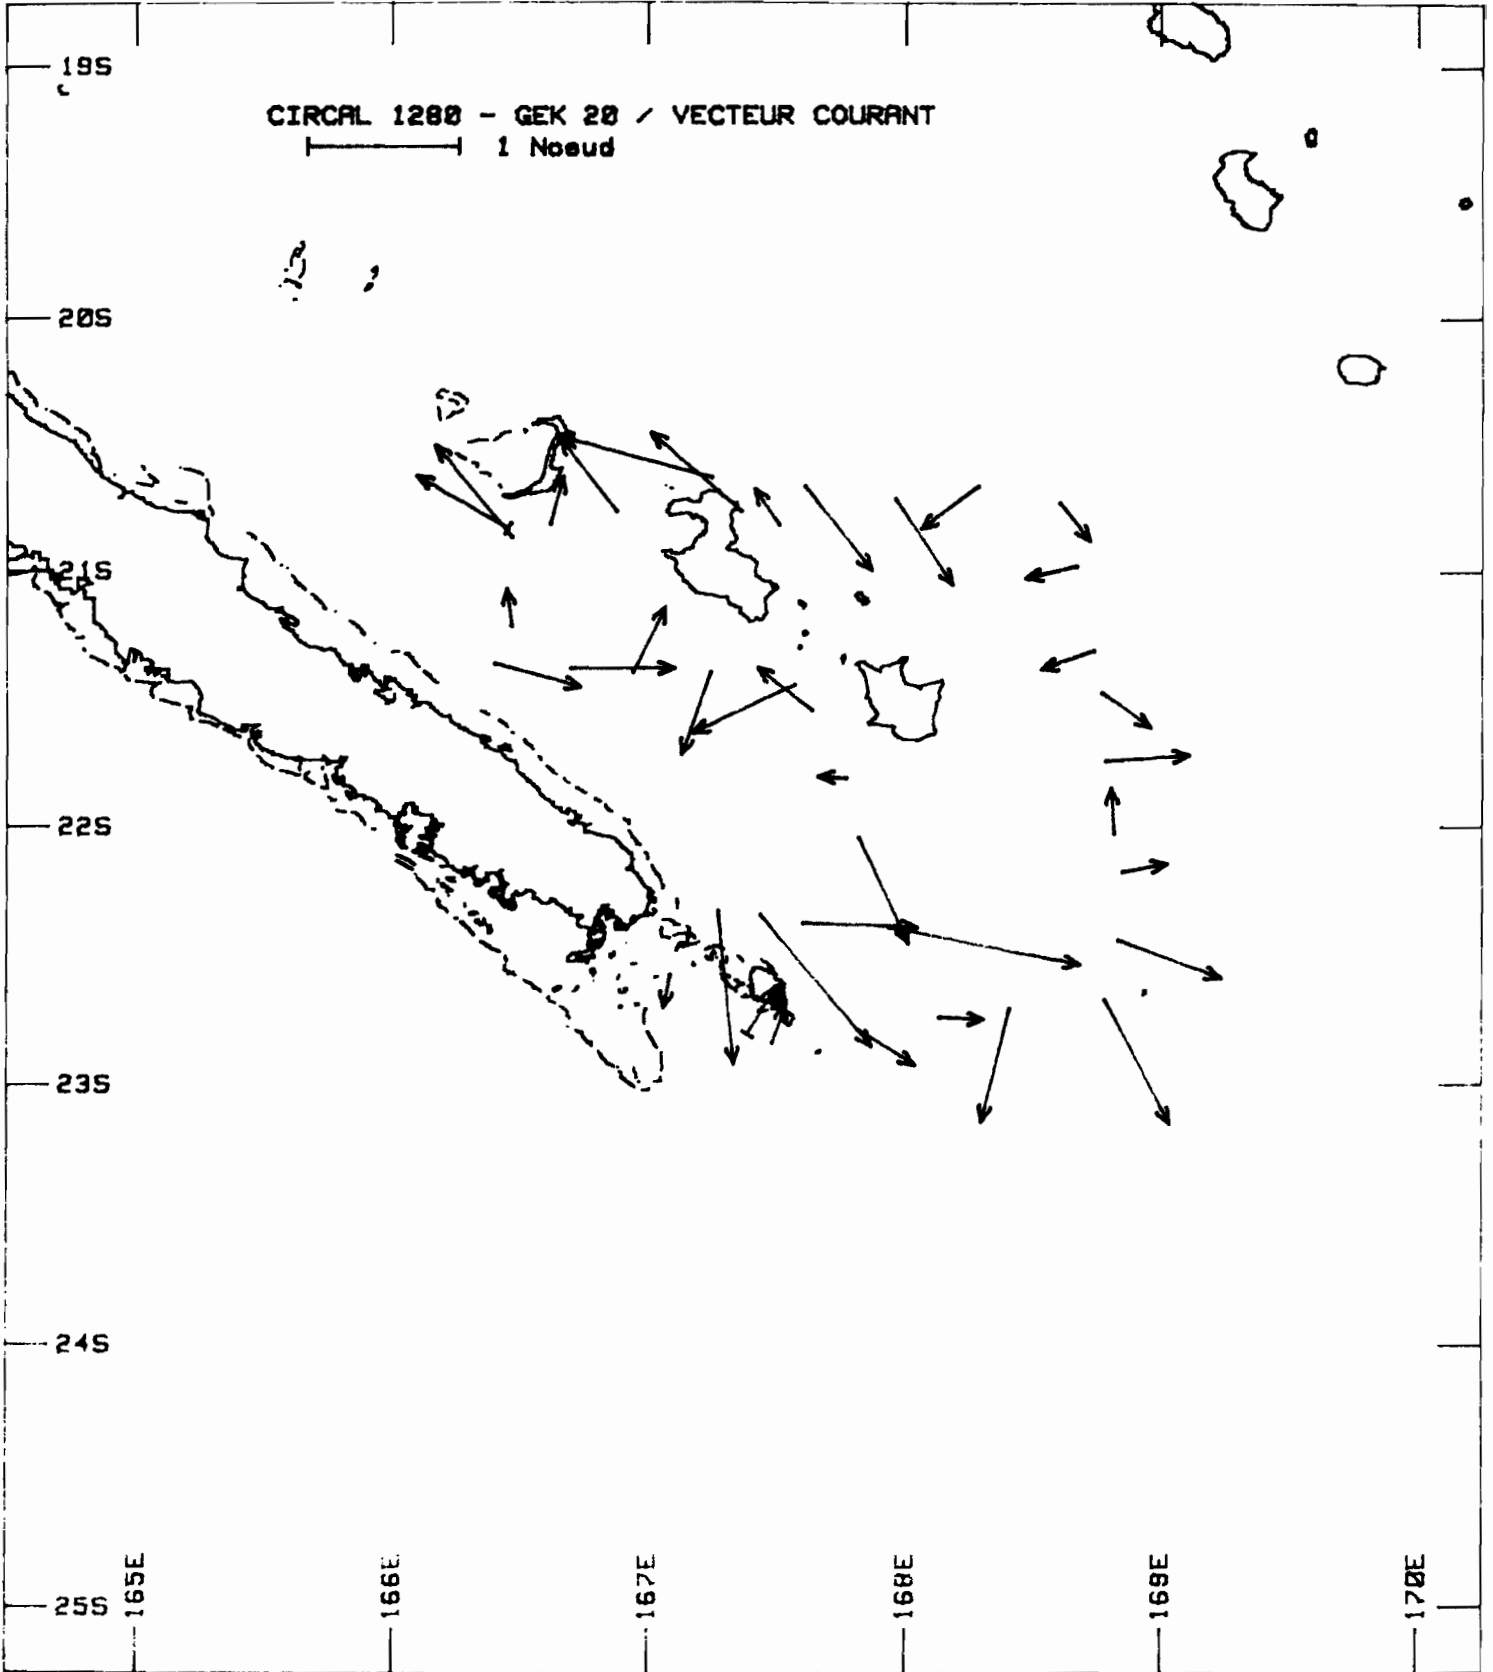 19S
CIRCAL 1280 - GEK 20 / VECTEUR COURANT
1 Noeud
20S
21S
22S
23S
24S
25S
165E
166E
167E
168E
169E
170E